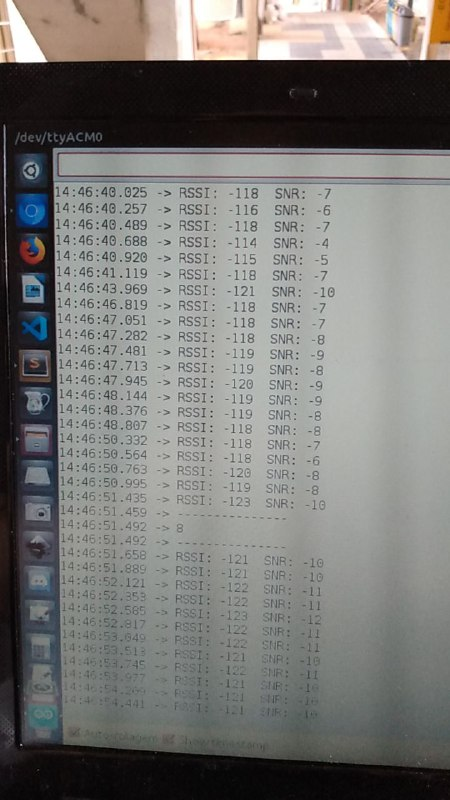 /dev/ttyACM0
14:46:40.025 -> RSSI: -118  SNR: -7
14:46:40.257 -> RSSI: -116  SNR: -6
14:46:40.489 -> RSSI: -118  SNR: -7
14:46:40.688 -> RSSI: -114  SNR: -4
14:46:40.920 -> RSSI: -115  SNR: -5
14:46:41.119 -> RSSI: -118  SNR: -7
14:46:43.969 -> RSSI: -121  SNR: -10
14:46:46.819 -> RSSI: -118  SNR: -7
14:46:47.051 -> RSSI: -118  SNR: -7
14:46:47.282 -> RSSI: -118  SNR: -8
14:46:47.481 -> RSSI: -119  SNR: -9
14:46:47.713 -> RSSI: -119  SNR: -8
14:46:47.945 -> RSSI: -120  SNR: -9
14:46:48.144 -> RSSI: -119  SNR: -9
14:46:48.376 -> RSSI: -119  SNR: -8
14:46:48.807 -> RSSI: -118  SNR: -8
14:46:50.332 -> RSSI: -118  SNR: -7
14:46:50.564 -> RSSI: -118  SNR: -6
14:46:50.763 -> RSSI: -120  SNR: -8
14:46:50.995 -> RSSI: -119  SNR: -8
14:46:51.435 -> RSSI: -123  SNR: -10
14:46:51.459 -> ----------------
14:46:51.492 -> 8
14:46:51.492 -> ----------------
14:46:51.658 -> RSSI: -121  SNR: -10
14:46:51.889 -> RSSI: -121  SNR: -10
14:46:52.121 -> RSSI: -122  SNR: -11
14:46:52.353 -> RSSI: -122  SNR: -11
14:46:52.585 -> RSSI: -123  SNR: -12
14:46:52.817 -> RSSI: -122  SNR: -11
14:46:53.049 -> RSSI: -122  SNR: -11
14:46:53.513 -> RSSI: -121  SNR: -10
14:46:53.745 -> RSSI: -122  SNR: -11
14:46:53.977 -> RSSI: -121  SNR: -10
14:46:54.209 -> RSSI: -121  SNR: -10
14:46:54.441 -> RSSI: -121  SNR: -10
Show timestamp